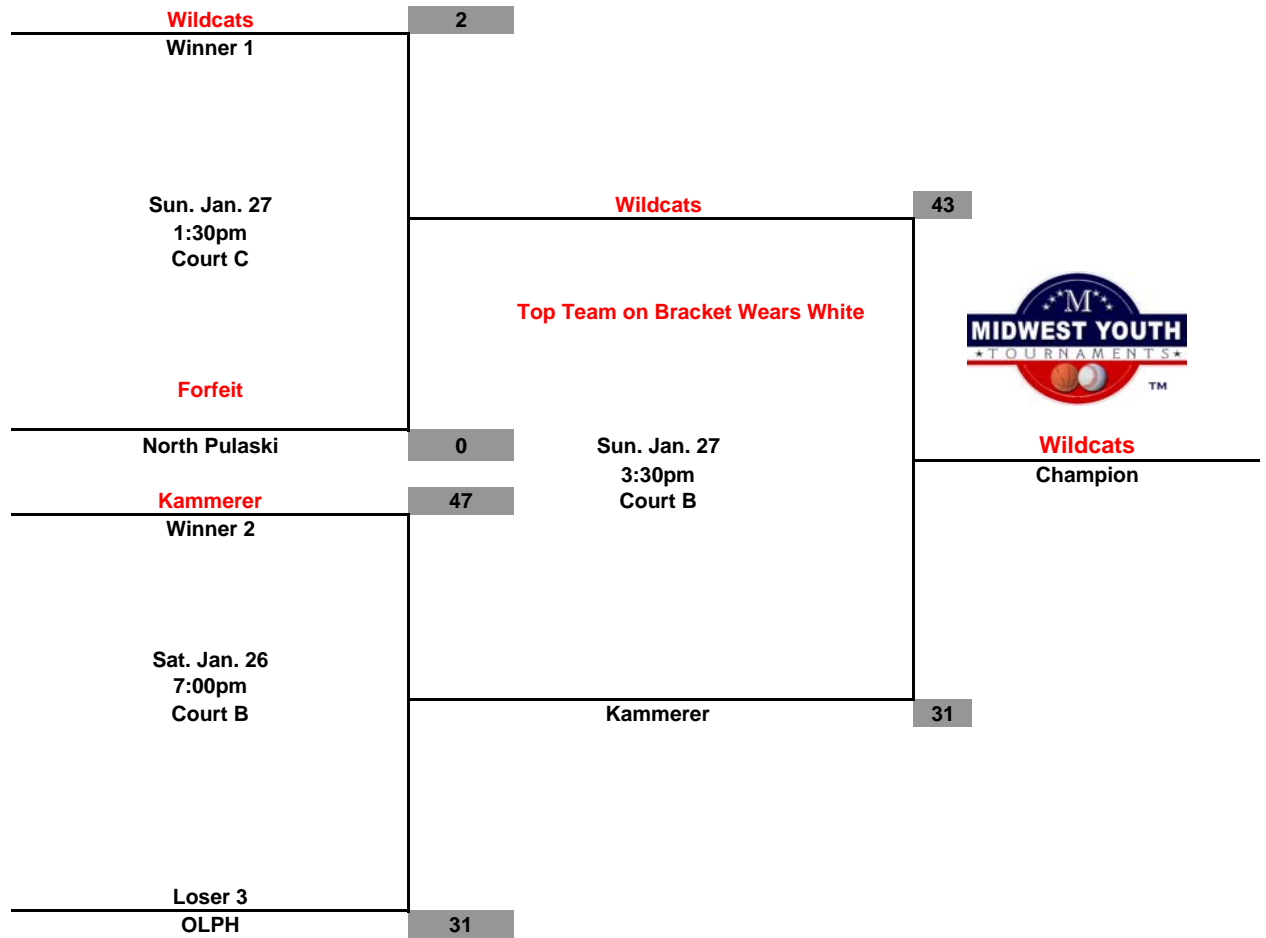 Wildcats 2
Winner 1
Sun. Jan. 27
1:30pm
Court C
Wildcats 43
Top Team on Bracket Wears White
M
MIDWEST YOUTH
TOURNAMENTS
TM
Forfeit
North Pulaski 0
Sun. Jan. 27
3:30pm
Court B
Wildcats
Champion
Kammerer 47
Winner 2
Sat. Jan. 26
7:00pm
Court B
Kammerer 31
Loser 3
OLPH 31